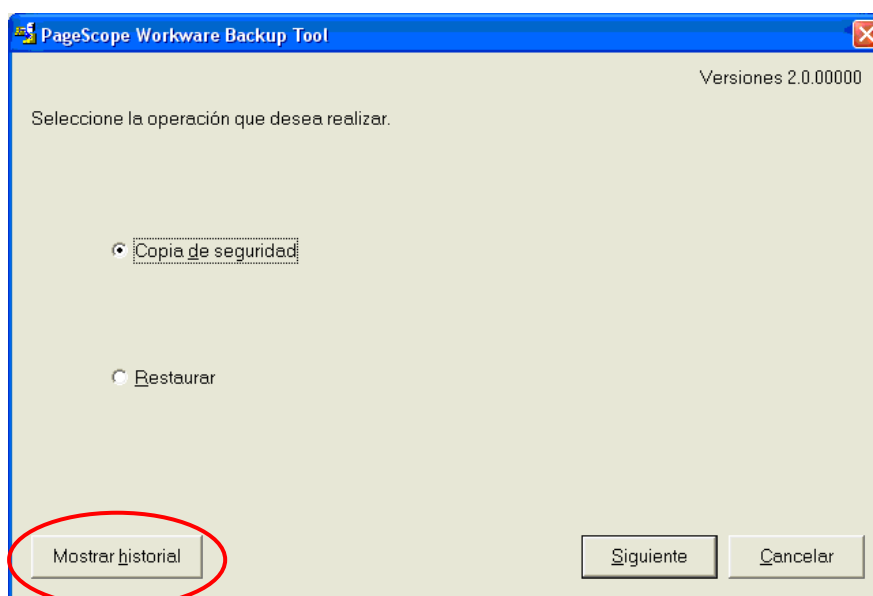 PageScope Workware Backup Tool
Versiones 2.0.00000
Seleccione la operación que desea realizar.
Copia de seguridad
Restaurar
Mostrar historial
Siguiente
Cancelar